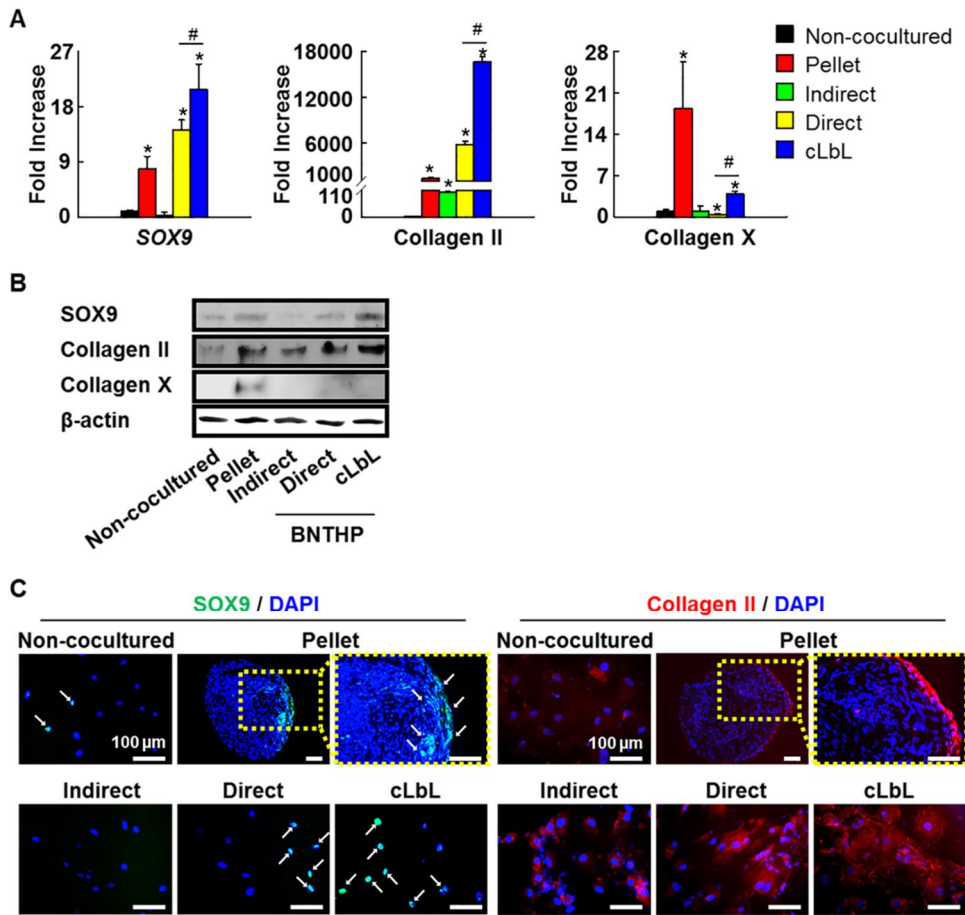 A
Fold Increase
27
18
9
0
*
*
*
#
SOX9
Fold Increase
18000
13000
6000
1000
110
0
*
*
*
*
#
Collagen II
Fold Increase
28
21
14
7
0
*
*
*
#
Collagen X
Non-cocultured
Pellet
Indirect
Direct
cLbL
B
SOX9
Collagen II
Collagen X
β-actin
Non-cocultured
Pellet
Indirect
Direct
cLbL
BNTHP
C
SOX9 / DAPI
Collagen II / DAPI
Non-cocultured
Pellet
Non-cocultured
Pellet
100 µm
100 µm
Indirect
Direct
cLbL
Indirect
Direct
cLbL